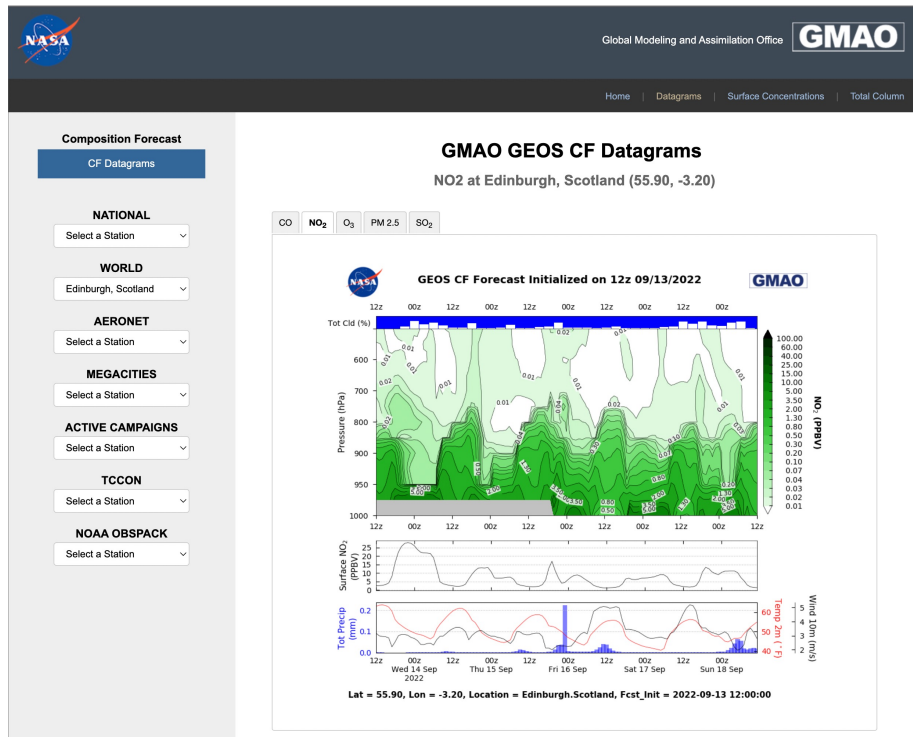 NASA
Global Modeling and Assimilation Office
GMAO
Home | Datagrams | Surface Concentrations | Total Column
Composition Forecast
CF Datagrams
NATIONAL
Select a Station
WORLD
Edinburgh, Scotland
AERONET
Select a Station
MEGACITIES
Select a Station
ACTIVE CAMPAIGNS
Select a Station
TCCON
Select a Station
NOAA OBSPACK
Select a Station
GMAO GEOS CF Datagrams
NO2 at Edinburgh, Scotland (55.90, -3.20)
CO NO2 O3 PM 2.5 SO2
NASA
GEOS CF Forecast Initialized on 12z 09/13/2022
GMAO
12z 00z 12z 00z 12z 00z 12z 00z 12z 00z
Tot Cld (%)
Pressure (hPa)
600
700
800
900
950
1000
12z 00z 12z 00z 12z 00z 12z 00z 12z 00z 12z
100.00
60.00
40.00
25.00
15.00
10.00
5.00
3.50
2.00
1.30
0.80
0.50
0.30
0.20
0.10
0.07
0.04
0.03
0.02
0.01
NO2 (PPBV)
Surface NO2
(PPBV)
25
20
15
10
5
0
Tot Precip
(mm)
0.2
0.1
0.0
60
50
40
Temp 2m (°F)
5
4
3
2
Wind 10m (m/s)
12z 00z 12z 00z 12z 00z 12z 00z 12z 00z 12z
Wed 14 Sep Thu 15 Sep Fri 16 Sep Sat 17 Sep Sun 18 Sep
2022
Lat = 55.90, Lon = -3.20, Location = Edinburgh.Scotland, Fcst_Init = 2022-09-13 12:00:00